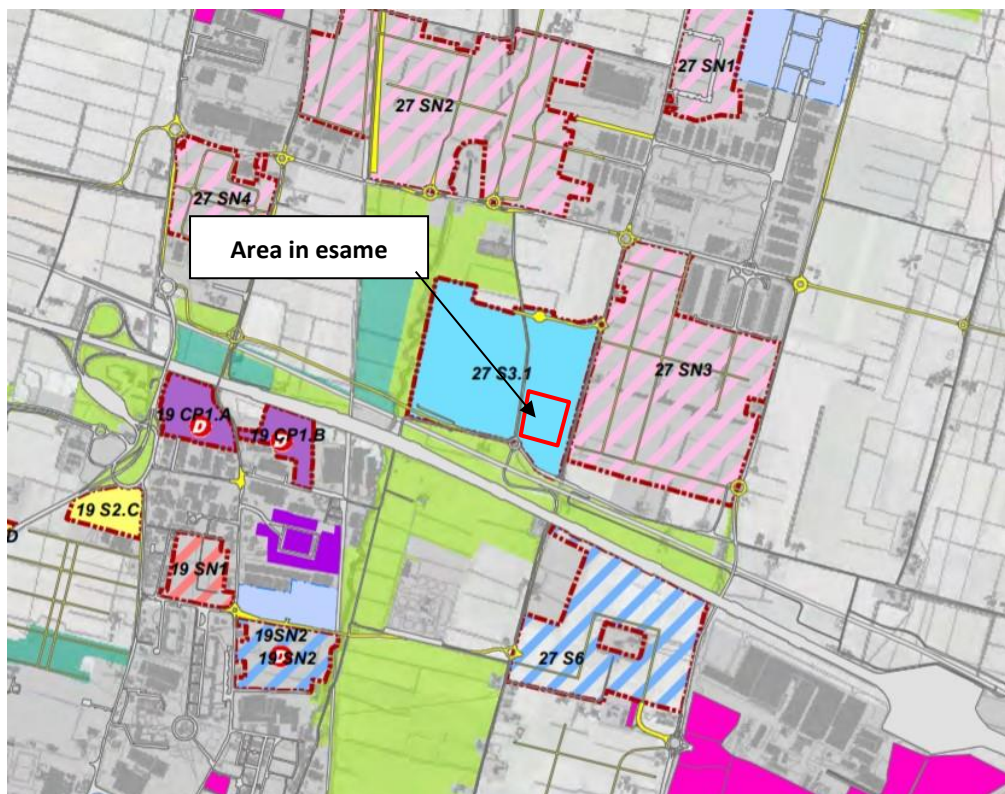 27 SN1
27 SN2
27 SN4
Area in esame
27 S3.1
27 SN3
19 CP1.A
D
19 CP1.B
19 S2.C
D
19 SN1
19SN2
19 SN2
27 S6